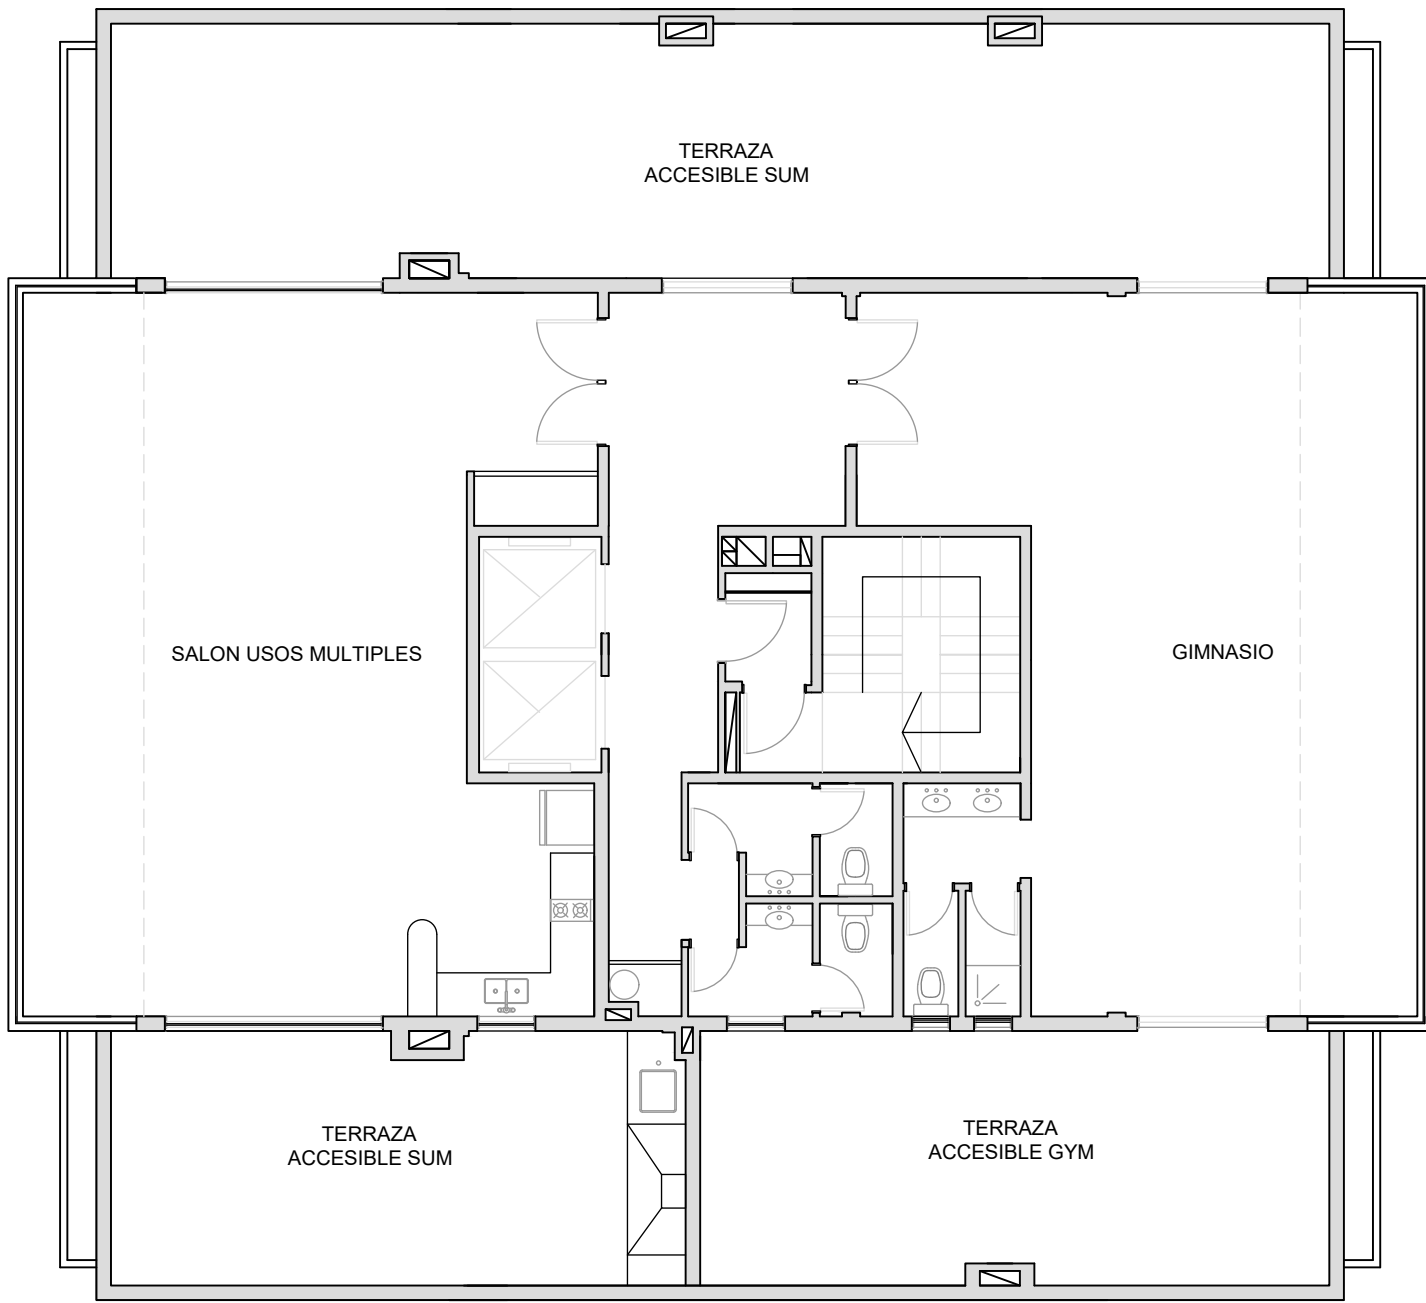 TERRAZA
ACCESIBLE SUM
SALON USOS MULTIPLES
GIMNASIO
TERRAZA
ACCESIBLE SUM
TERRAZA
ACCESIBLE GYM